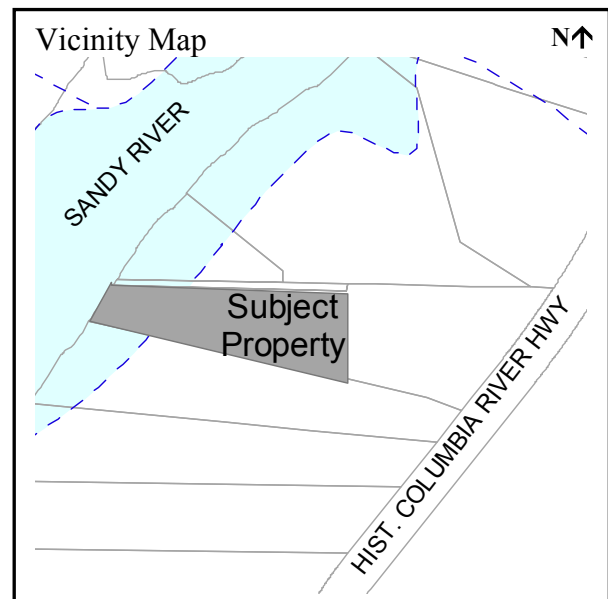 Vicinity Map
N
SANDY RIVER
Subject
Property
HIST. COLUMBIA RIVER HWY